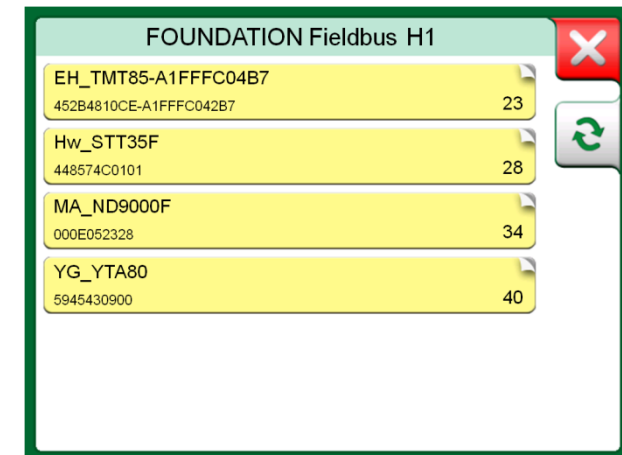 FOUNDATION Fieldbus H1
EH_TMT85-A1FFFC04B7
452B4810CE-A1FFFC042B7
23
Hw_STT35F
448574C0101
28
MA_ND9000F
000E052328
34
YG_YTA80
5945430900
40